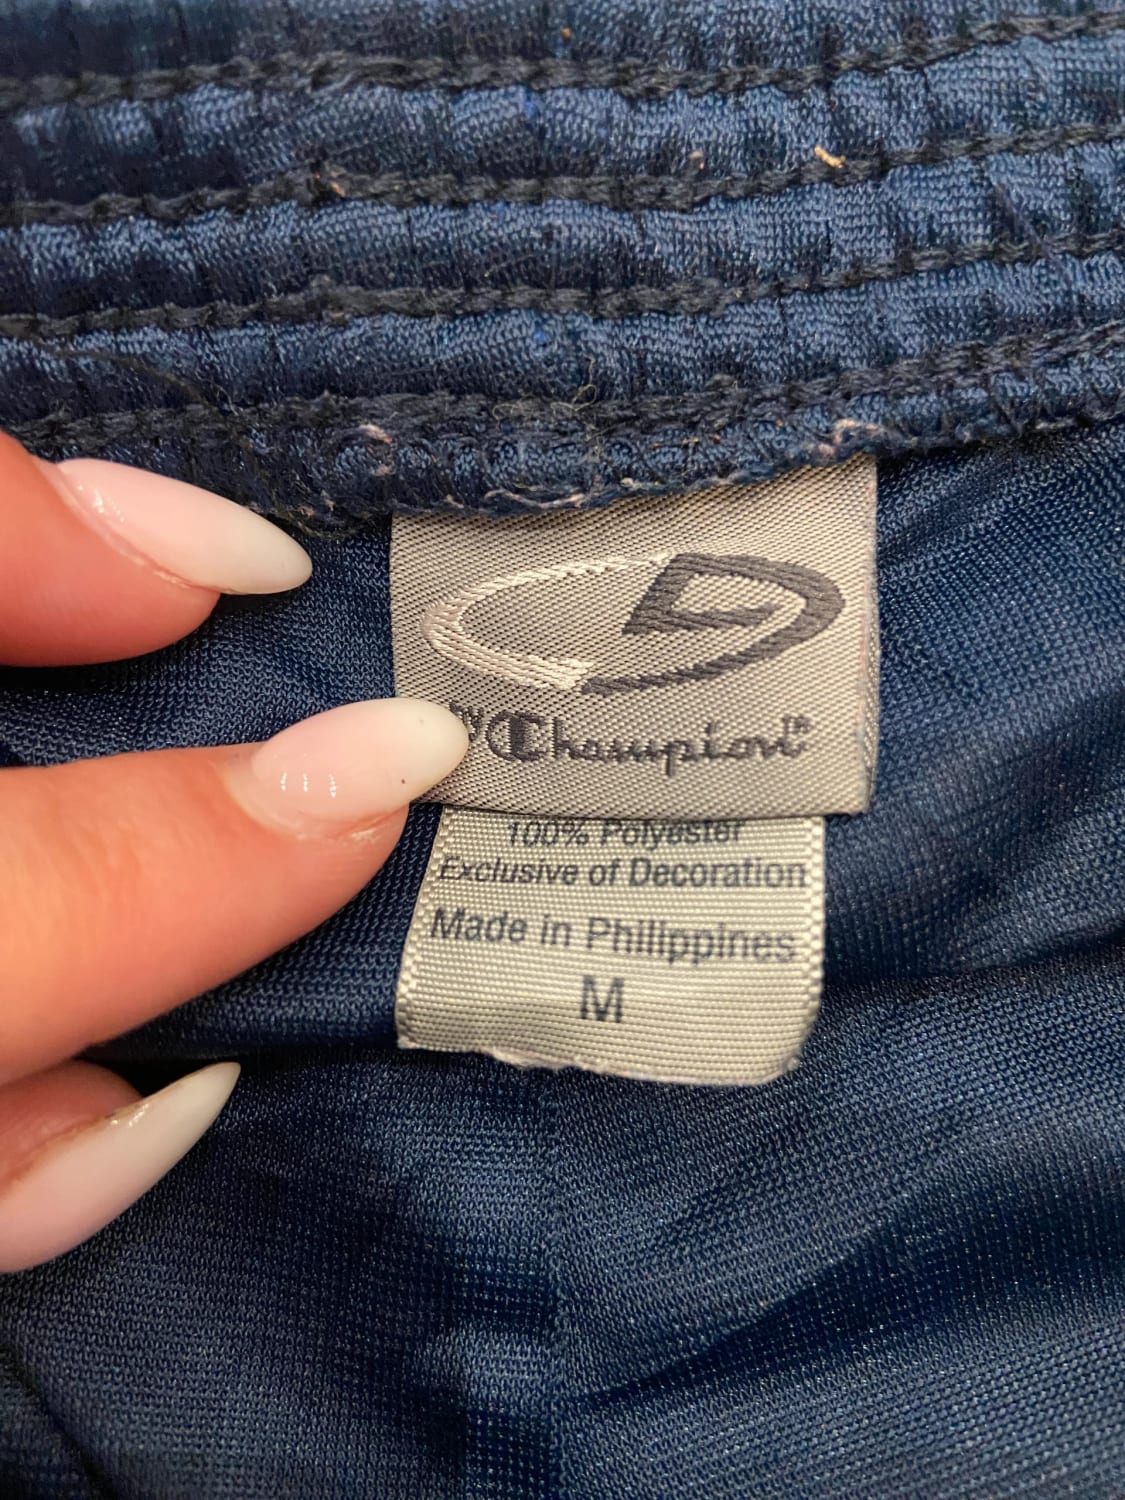 Champion®
100% Polyester
Exclusive of Decoration
Made in Philippines
M